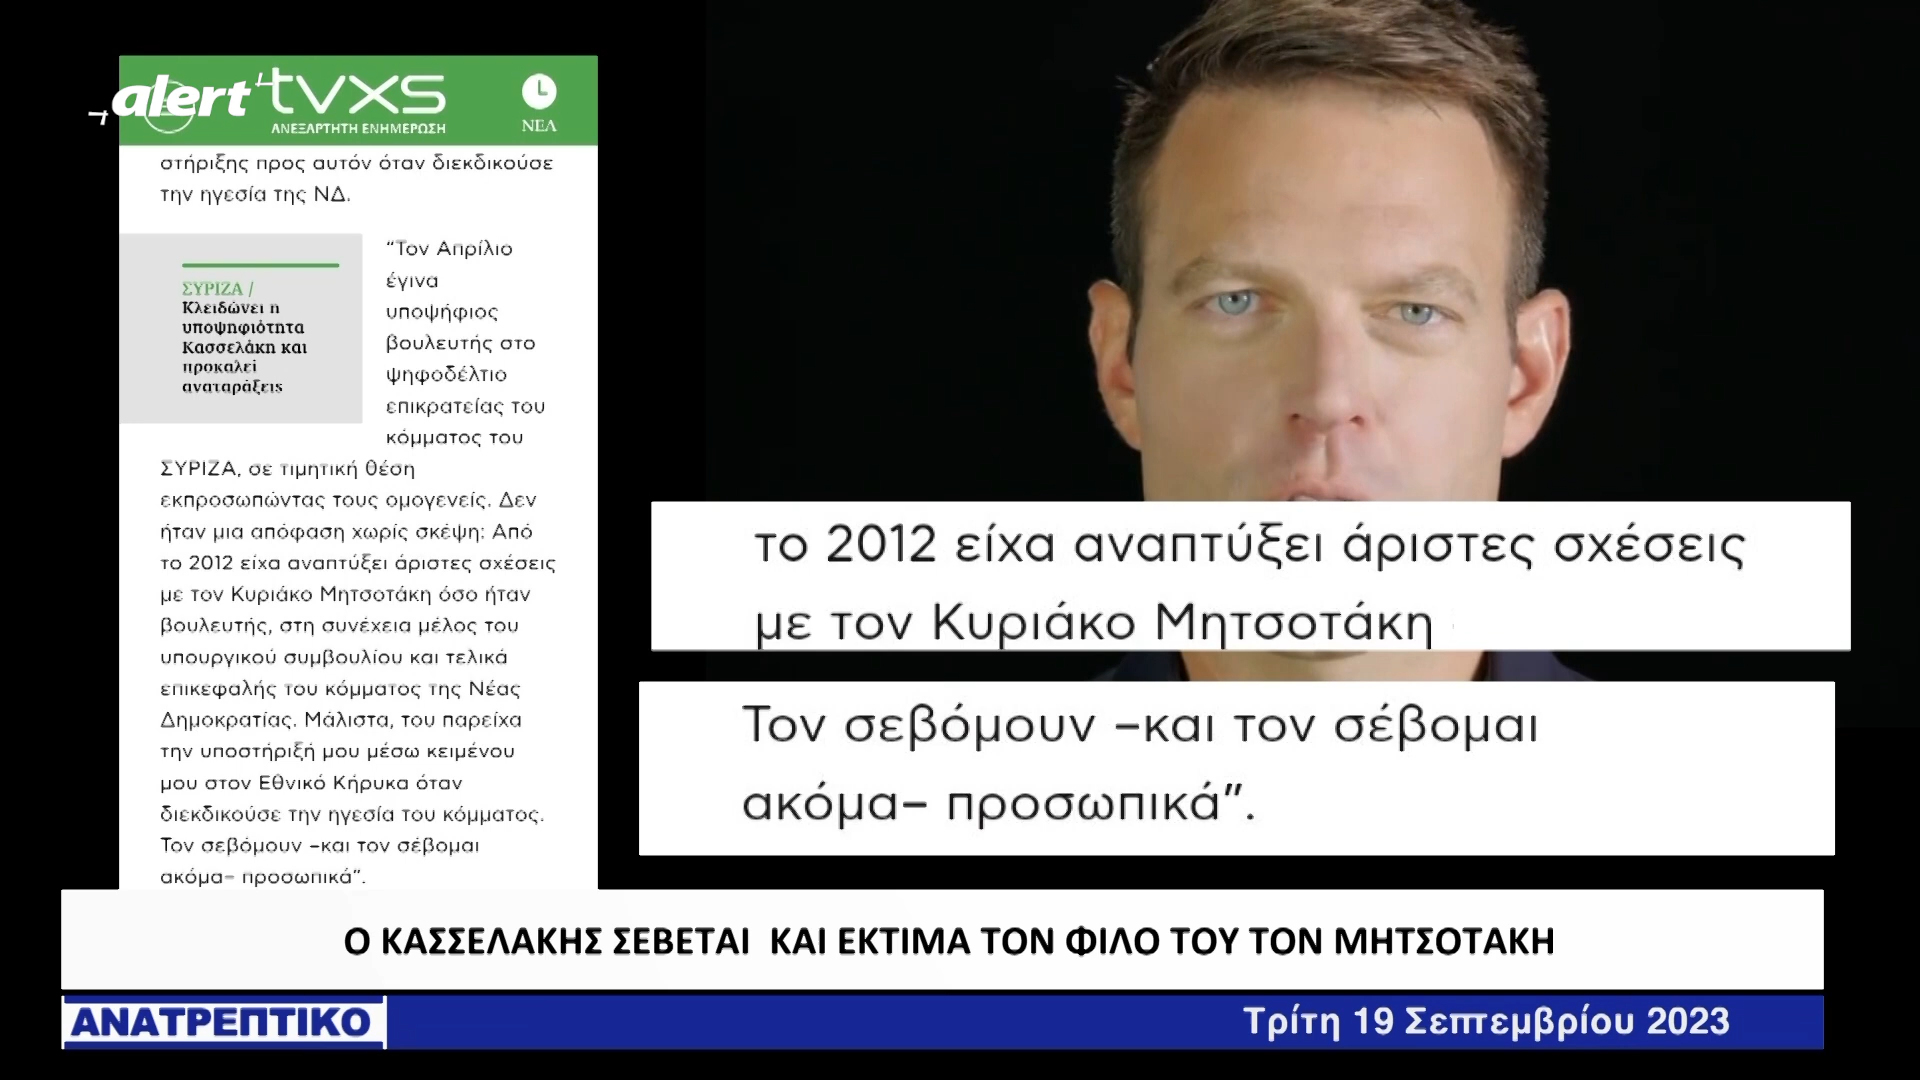 alert
tvxs
ΑΝΕΞΑΡΤΗΤΗ ΕΝΗΜΕΡΩΣΗ
ΝΕΑ
στήριξης προς αυτόν όταν διεκδικούσε
την ηγεσία της ΝΔ.
ΣΥΡΙΖΑ /
Κλειδώνει η
υποψηφιότητα
Κασσελάκη και
προκαλεί
αναταράξεις
“Τον Απρίλιο
έγινα
υποψήφιος
βουλευτής στο
ψηφοδέλτιο
επικρατείας του
κόμματος του
ΣΥΡΙΖΑ, σε τιμητική θέση
εκπροσωπώντας τους ομογενείς. Δεν
ήταν μια απόφαση χωρίς σκέψη: Από
το 2012 είχα αναπτύξει άριστες σχέσεις
με τον Κυριάκο Μητσοτάκη όσο ήταν
βουλευτής, στη συνέχεια μέλος του
υπουργικού συμβουλίου και τελικά
επικεφαλής του κόμματος της Νέας
Δημοκρατίας. Μάλιστα, του παρείχα
την υποστήριξή μου μέσω κειμένου
μου στον Εθνικό Κήρυκα όταν
διεκδικούσε την ηγεσία του κόμματος.
Τον σεβόμουν –και τον σέβομαι
ακόμα– προσωπικά”.
το 2012 είχα αναπτύξει άριστες σχέσεις
με τον Κυριάκο Μητσοτάκη
Τον σεβόμουν –και τον σέβομαι
ακόμα– προσωπικά”.
Ο ΚΑΣΣΕΛΑΚΗΣ ΣΕΒΕΤΑΙ ΚΑΙ ΕΚΤΙΜΑ ΤΟΝ ΦΙΛΟ ΤΟΥ ΤΟΝ ΜΗΤΣΟΤΑΚΗ
ΑΝΑΤΡΕΠΤΙΚΟ
Τρίτη 19 Σεπτεμβρίου 2023